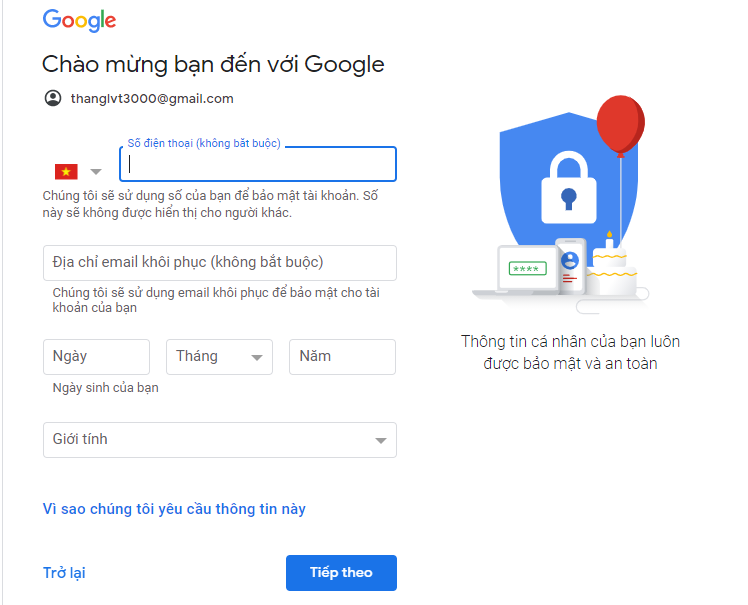 Google
Chào mừng bạn đến với Google
thanglvt3000@gmail.com
Số điện thoại (không bắt buộc)
Chúng tôi sẽ sử dụng số của bạn để bảo mật tài khoản. Số
này sẽ không được hiển thị cho người khác.
Địa chỉ email khôi phục (không bắt buộc)
Chúng tôi sẽ sử dụng email khôi phục để bảo mật cho tài
khoản của bạn
Ngày
Tháng
Năm
Ngày sinh của bạn
Giới tính
Vì sao chúng tôi yêu cầu thông tin này
Trở lại
Tiếp theo
****
Thông tin cá nhân của bạn luôn
được bảo mật và an toàn